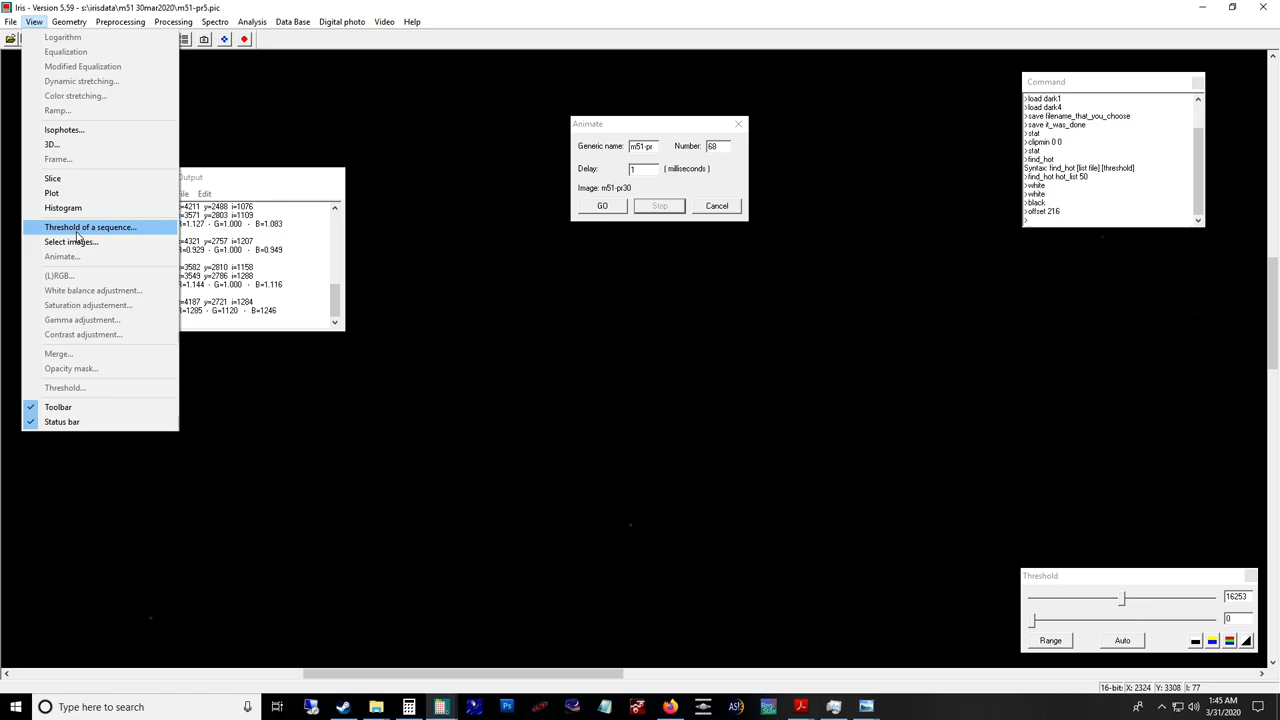 Iris - Version 5.59 - s:\irisdata\m51 30mar2020\m51-pr5.pic
File View Geometry Preprocessing Processing Spectro Analysis Data Base Digital photo Video Help
Logarithm
Equalization
Modified Equalization
Dynamic stretching...
Color stretching...
Ramp...
Isophotes...
3D...
Frame...
Slice
Plot
Histogram
Threshold of a sequence...
Select images...
Animate...
(L)RGB...
White balance adjustment...
Saturation adjustement...
Gamma adjustment...
Contrast adjustment...
Merge...
Opacity mask...
Threshold...
Toolbar
Status bar
Output
Edit
x=4211 y=2488 i=1076
x=3571 y=2803 i=1109
R=1.127 - G=1.000 - B=1.083
x=4321 y=2757 i=1207
R=0.929 - G=1.000 - B=0.949
x=3582 y=2810 i=1158
x=3549 y=2786 i=1288
R=1.144 - G=1.000 - B=1.116
x=4187 y=2721 i=1284
R=1285 - G=1120 - B=1246
Animate
Generic name: m51-pr Number: 68
Delay: 1 ( milliseconds )
Image: m51-pr30
GO Stop Cancel
Command
>load dark1
>load dark4
>save filename_that_you_choose
>save it_was_done
>stat
>clipmin 0 0
>stat
>find_hot
Syntax: find_hot [list file] [threshold]
>find_hot hot_list 50
>white
>white
>black
>offset 216
>
Threshold
16253
0
Range Auto
16-bit: X: 2324 Y: 3308 I: 77
Type here to search
1:45 AM
3/31/2020